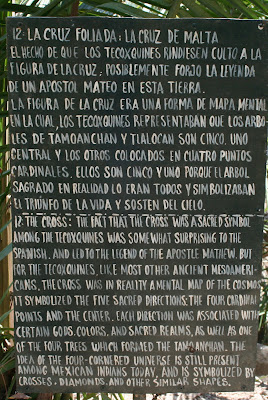 12: LA CRUZ FOLIADA: LA CRUZ DE MALTA
EL HECHO DE QUE LOS TECOXQUINES RINDIESEN CULTO A LA
FIGURA DE LA CRUZ, POSIBLEMENTE FORJO LA LEYENDA
DE UN APOSTOL MATEO EN ESTA TIERRA.
LA FIGURA DE LA CRUZ ERA UNA FORMA DE MAPA MENTAL
EN LA CUAL, LOS TECOXQUINES REPRESENTABAN QUE LOS ARBO-
LES DE TAMOANCHAN Y TLALOCAN SON CINCO, UNO
CENTRAL Y LOS OTROS COLOCADOS EN CUATRO PUNTOS
CARDINALES. ELLOS SON CINCO Y UNO PORQUE EL ARBOL
SAGRADO EN REALIDAD LO ERAN TODOS Y SIMBOLIZABAN
EL TRIUNFO DE LA VIDA Y SOSTEN DEL CIELO.
12: THE CROSS: THE FACT THAT THE CROSS WAS A SACRED SYMBOL
AMONG THE TECOXQUINES WAS SOMEWHAT SURPRISING TO THE
SPANISH, AND LED TO THE LEGEND OF THE APOSTLE MATHEW. BUT
FOR THE TECOXQUINES, LIKE MOST OTHER ANCIENT MESOAMERI-
CANS, THE CROSS WAS IN REALITY A MENTAL MAP OF THE COSMOS
IT SYMBOLIZED THE FIVE SACRED DIRECTIONS: THE FOUR CARDINAL
POINTS AND THE CENTER. EACH DIRECTION WAS ASSOCIATED WITH
CERTAIN GODS, COLORS, AND SACRED REALMS, AS WELL AS ONE
OF THE FOUR TREES WHICH FORMED THE TAMOANCHAN. THE
IDEA OF THE FOUR-CORNERED UNIVERSE IS STILL PRESENT
AMONG MEXICAN INDIANS TODAY, AND IS SYMBOLIZED BY
CROSSES, DIAMONDS, AND OTHER SIMILAR SHAPES.